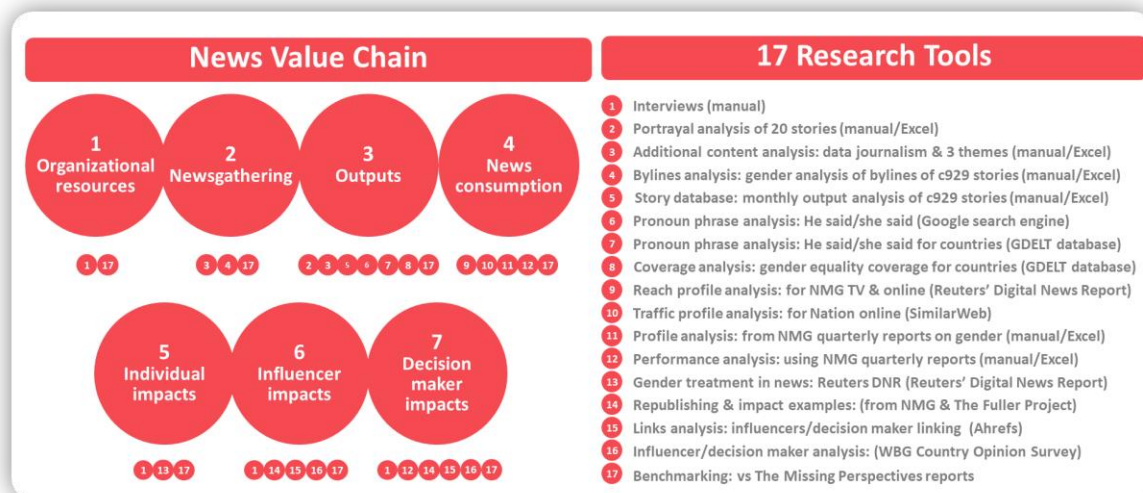 News Value Chain
1
Organizational
resources
2
Newsgathering
3
Outputs
4
News
consumption
1 17
3 4 17
2 3 5 6 7 8 17
9 10 11 12 17
5
Individual
impacts
6
Influencer
impacts
7
Decision
maker
impacts
1 13 17
1 14 15 16 17
1 12 14 15 16 17
17 Research Tools
1 Interviews (manual)
2 Portrayal analysis of 20 stories (manual/Excel)
3 Additional content analysis: data journalism & 3 themes (manual/Excel)
4 Bylines analysis: gender analysis of bylines of c929 stories (manual/Excel)
5 Story database: monthly output analysis of c929 stories (manual/Excel)
6 Pronoun phrase analysis: He said/she said (Google search engine)
7 Pronoun phrase analysis: He said/she said for countries (GDELT database)
8 Coverage analysis: gender equality coverage for countries (GDELT database)
9 Reach profile analysis: for NMG TV & online (Reuters' Digital News Report)
10 Traffic profile analysis: for Nation online (SimilarWeb)
11 Profile analysis: from NMG quarterly reports on gender (manual/Excel)
12 Performance analysis: using NMG quarterly reports (manual/Excel)
13 Gender treatment in news: Reuters DNR (Reuters' Digital News Report)
14 Republishing & impact examples: (from NMG & The Fuller Project)
15 Links analysis: influencers/decision maker linking (Ahrefs)
16 Influencer/decision maker analysis: (WBG Country Opinion Survey)
17 Benchmarking: vs The Missing Perspectives reports